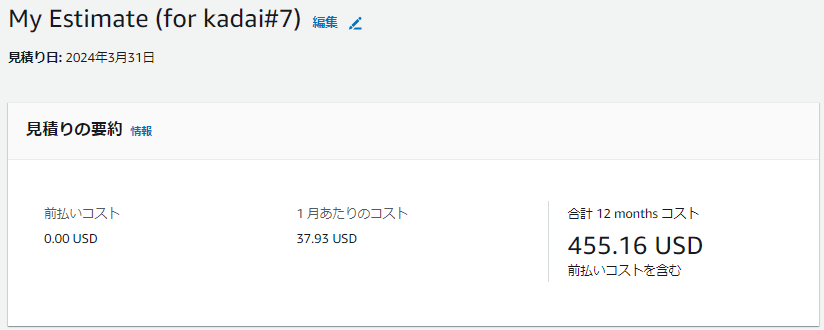 My Estimate (for kadai#7) 編集
見積り日: 2024年3月31日
見積りの要約 情報
前払いコスト
0.00 USD
1 月あたりのコスト
37.93 USD
合計 12 months コスト
455.16 USD
前払いコストを含む